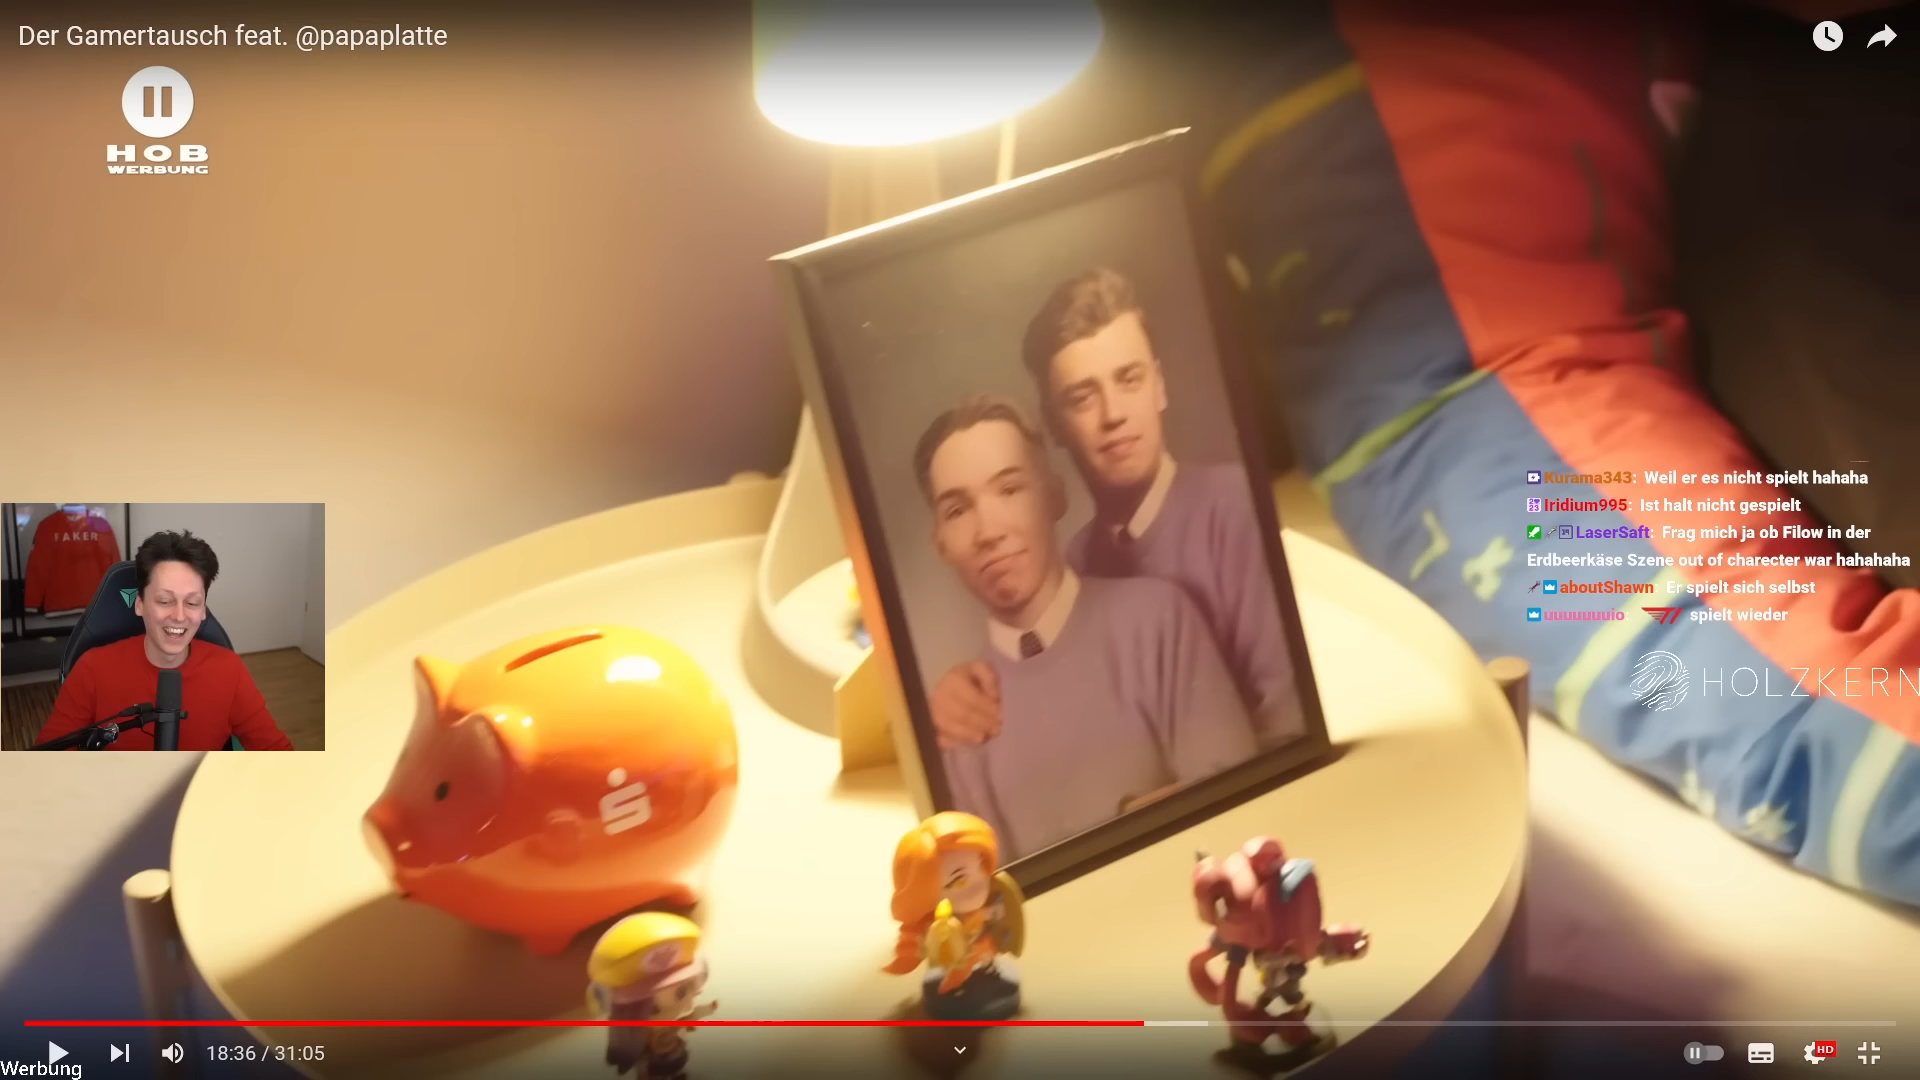 Der Gamertausch feat. @papaplatte
HOB
WERBUNG
FAKER
Kurama343: Weil er es nicht spielt hahaha
Iridium995: Ist halt nicht gespielt
LaserSaft: Frag mich ja ob Filow in der
Erdbeerkäse Szene out of charecter war hahahaha
aboutShawn: Er spielt sich selbst
uuuuuuuio: spielt wieder
HOLZKERN
18:36 / 31:05
HD
Werbung